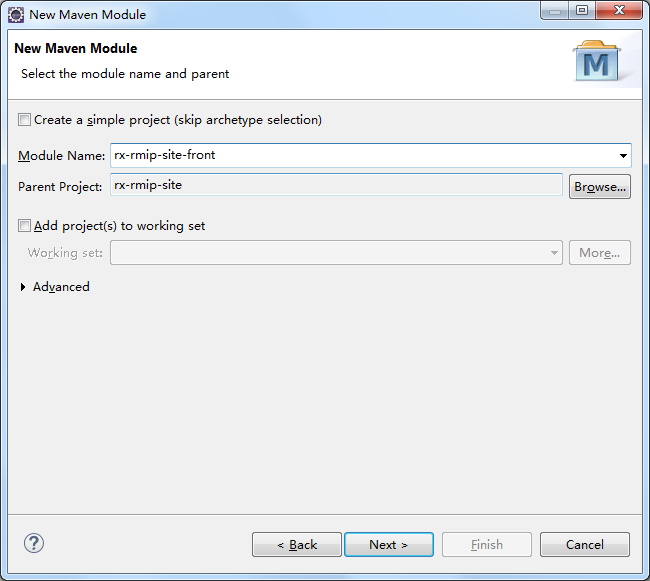 New Maven Module
New Maven Module
Select the module name and parent
M
Create a simple project (skip archetype selection)
Module Name: rx-rmip-site-front
Parent Project: rx-rmip-site Browse...
Add project(s) to working set
Working set: More...
Advanced
? < Back Next > Finish Cancel